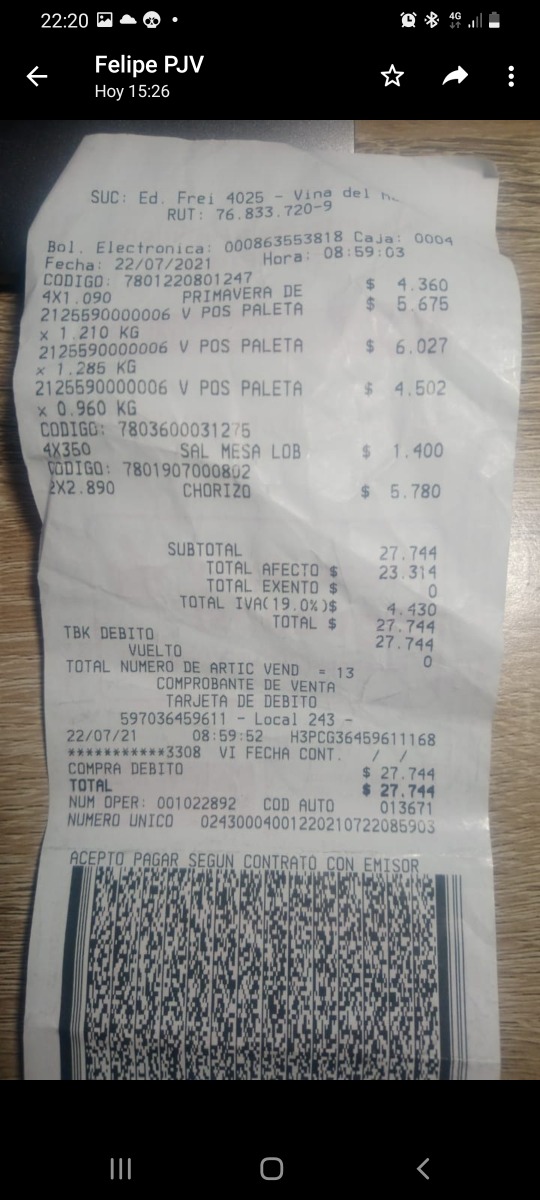 22:20
4G
Felipe PJV
Hoy 15:26
SUC: Ed. Frei 4025 - Vina del
RUT: 76.833.720-9
Bol. Electronica: 000863553818 Caja: 0004
Fecha: 22/07/2021 Hora: 08:59:03
CODIGO: 7801220801247
4X1.090 PRIMAVERA DE $ 4.360
2125590000006 V POS PALETA $ 5.675
x 1.210 KG
2125590000006 V POS PALETA $ 6.027
x 1.285 KG
2125590000006 V POS PALETA $ 4.502
x 0.960 KG
CODIGO: 7803600031275
4X350 SAL MESA LOB $ 1.400
CODIGO: 7801907000802
2X2.890 CHORIZO $ 5.780
SUBTOTAL 27.744
TOTAL AFECTO $ 23.314
TOTAL EXENTO $ 0
TOTAL IVA(19.0%)$ 4.430
TOTAL $ 27.744
TBK DEBITO 27.744
VUELTO 0
TOTAL NUMERO DE ARTIC VEND = 13
COMPROBANTE DE VENTA
TARJETA DE DEBITO
597036459611 - Local 243 -
22/07/21 08:59:52 H3PCG36459611168
***********3308 VI FECHA CONT. / /
COMPRA DEBITO $ 27.744
TOTAL $ 27.744
NUM OPER: 001022892 COD AUTO 013671
NUMERO UNICO 02430004001220210722085903
ACEPTO PAGAR SEGUN CONTRATO CON EMISOR